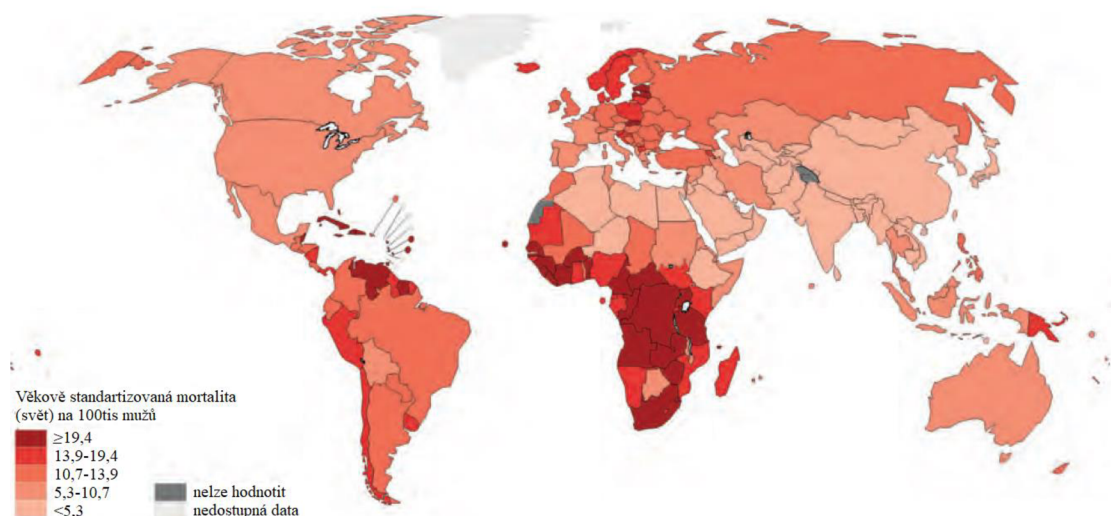 Věkově standartizovaná mortalita
(svět) na 100tis mužů
≥19,4
13,9-19,4
10,7-13,9
5,3-10,7
<5,3
nelze hodnotit
nedostupná data